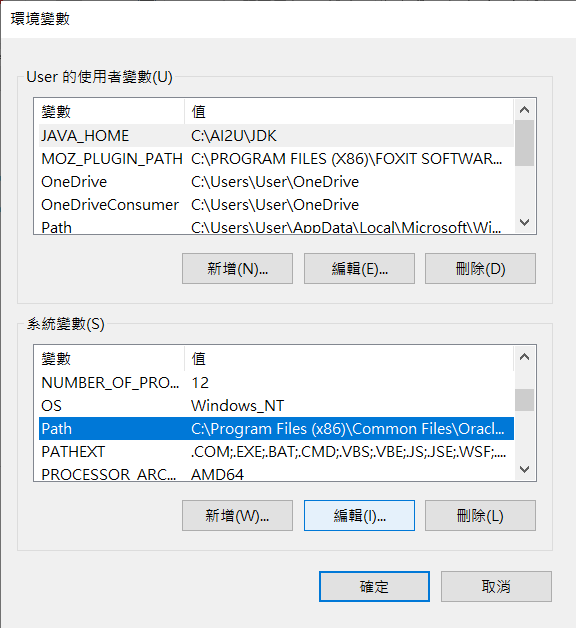 環境變數
User 的使用者變數(U)
變數 值
JAVA_HOME C:\AI2U\JDK
MOZ_PLUGIN_PATH C:\PROGRAM FILES (X86)\FOXIT SOFTWAR...
OneDrive C:\Users\User\OneDrive
OneDriveConsumer C:\Users\User\OneDrive
Path C:\Users\User\AppData\Local\Microsoft\Wi...
新增(N)... 編輯(E)... 刪除(D)
系統變數(S)
變數 值
NUMBER_OF_PRO... 12
OS Windows_NT
Path C:\Program Files (x86)\Common Files\Oracl...
PATHEXT .COM;.EXE;.BAT;.CMD;.VBS;.VBE;.JS;.JSE;.WSF;...
PROCESSOR_ARC... AMD64
新增(W)... 編輯(I)... 刪除(L)
確定 取消